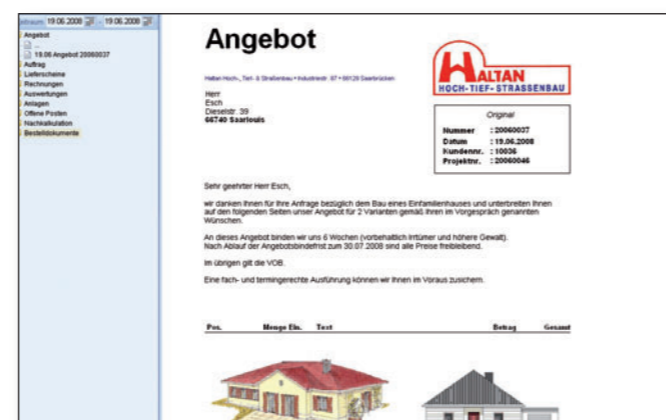 19.06.2008 - 19.06.2008
Angebot
...
19.06 Angebot 20060037
Auftrag
Lieferscheine
Rechnungen
Auswertungen
Anlagen
Offene Posten
Nachkalkulation
Bestelldokumente
Angebot
HALTAN
HOCH-TIEF-STRASSENBAU
Haltan Hoch-, Tief- & Straßenbau • Industriestr. 67 • 66129 Saarbrücken
Herr
Esch
Dieselstr. 39
66740 Saarlouis
Original
Nummer : 20060037
Datum : 19.06.2008
Kundennr. : 10036
Projektnr. : 20060046
Sehr geehrter Herr Esch,
wir danken Ihnen für Ihre Anfrage bezüglich dem Bau eines Einfamilienhauses und unterbreiten Ihnen
auf den folgenden Seiten unser Angebot für 2 Varianten gemäß Ihren im Vorgespräch genannten
Wünschen.
An dieses Angebot binden wir uns 6 Wochen (vorbehaltlich Irrtümer und höhere Gewalt).
Nach Ablauf der Angebotsbindefrist zum 30.07.2008 sind alle Preise freibleibend.
Im übrigen gilt die VOB.
Eine fach- und termingerechte Ausführung können wir Ihnen im Voraus zusichern.
Pos. Menge Ein. Text Betrag Gesamt